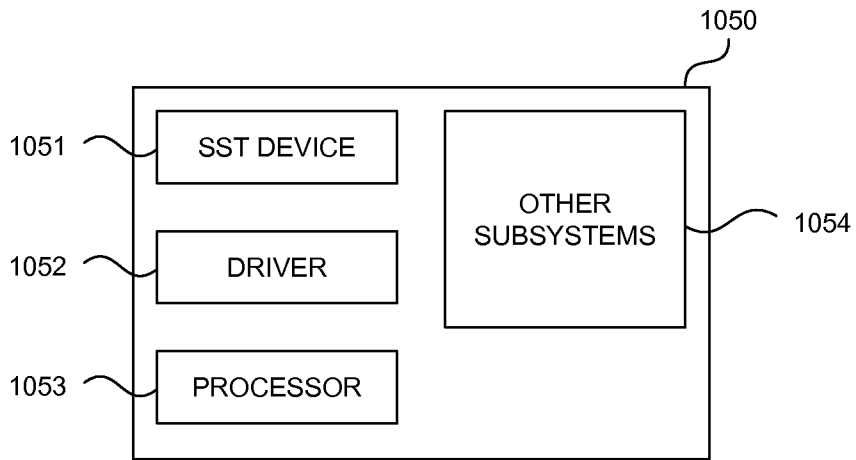 1050
1051
SST DEVICE
OTHER
SUBSYSTEMS
1054
1052
DRIVER
1053
PROCESSOR